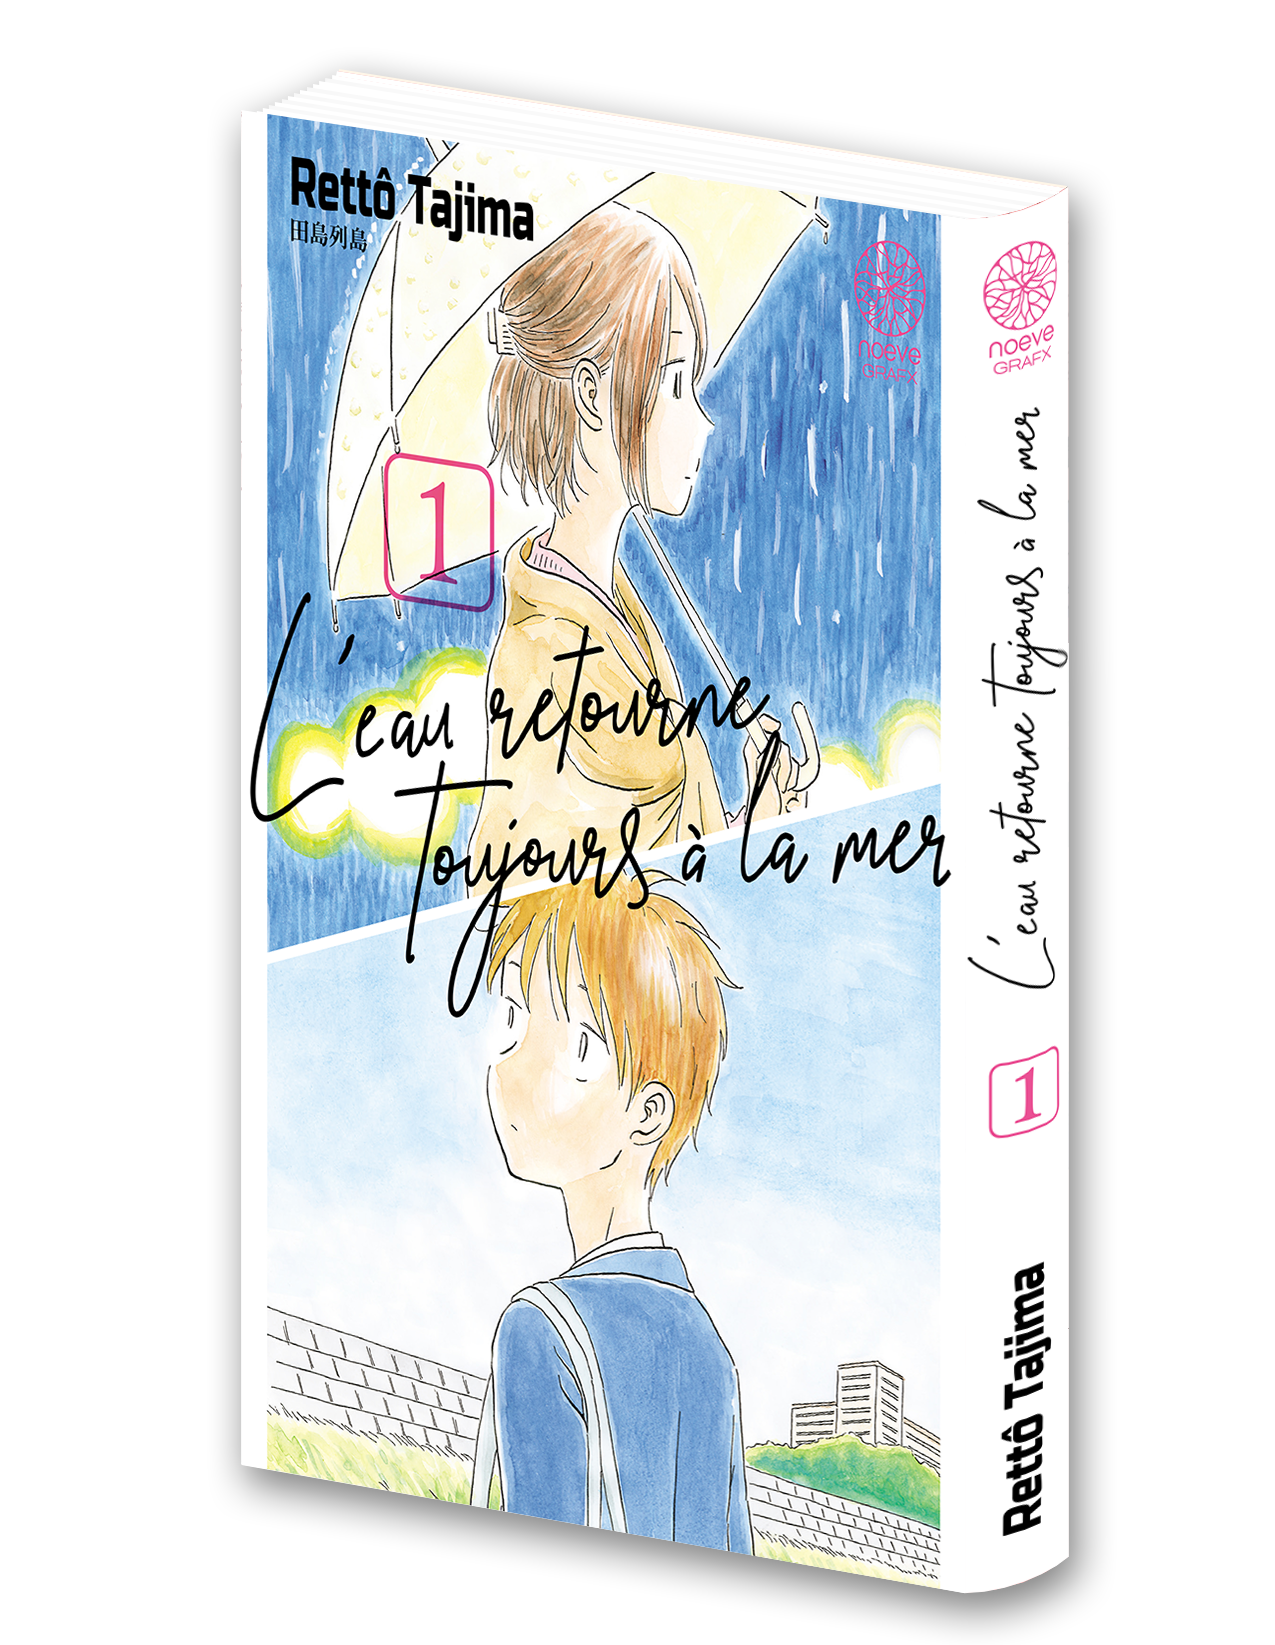 Rettô Tajima
田島列島
noeve
GRAFX
1
L'eau retourne
toujours à la mer
noeve
GRAFX
L'eau retourne toujours à la mer
1
Rettô Tajima